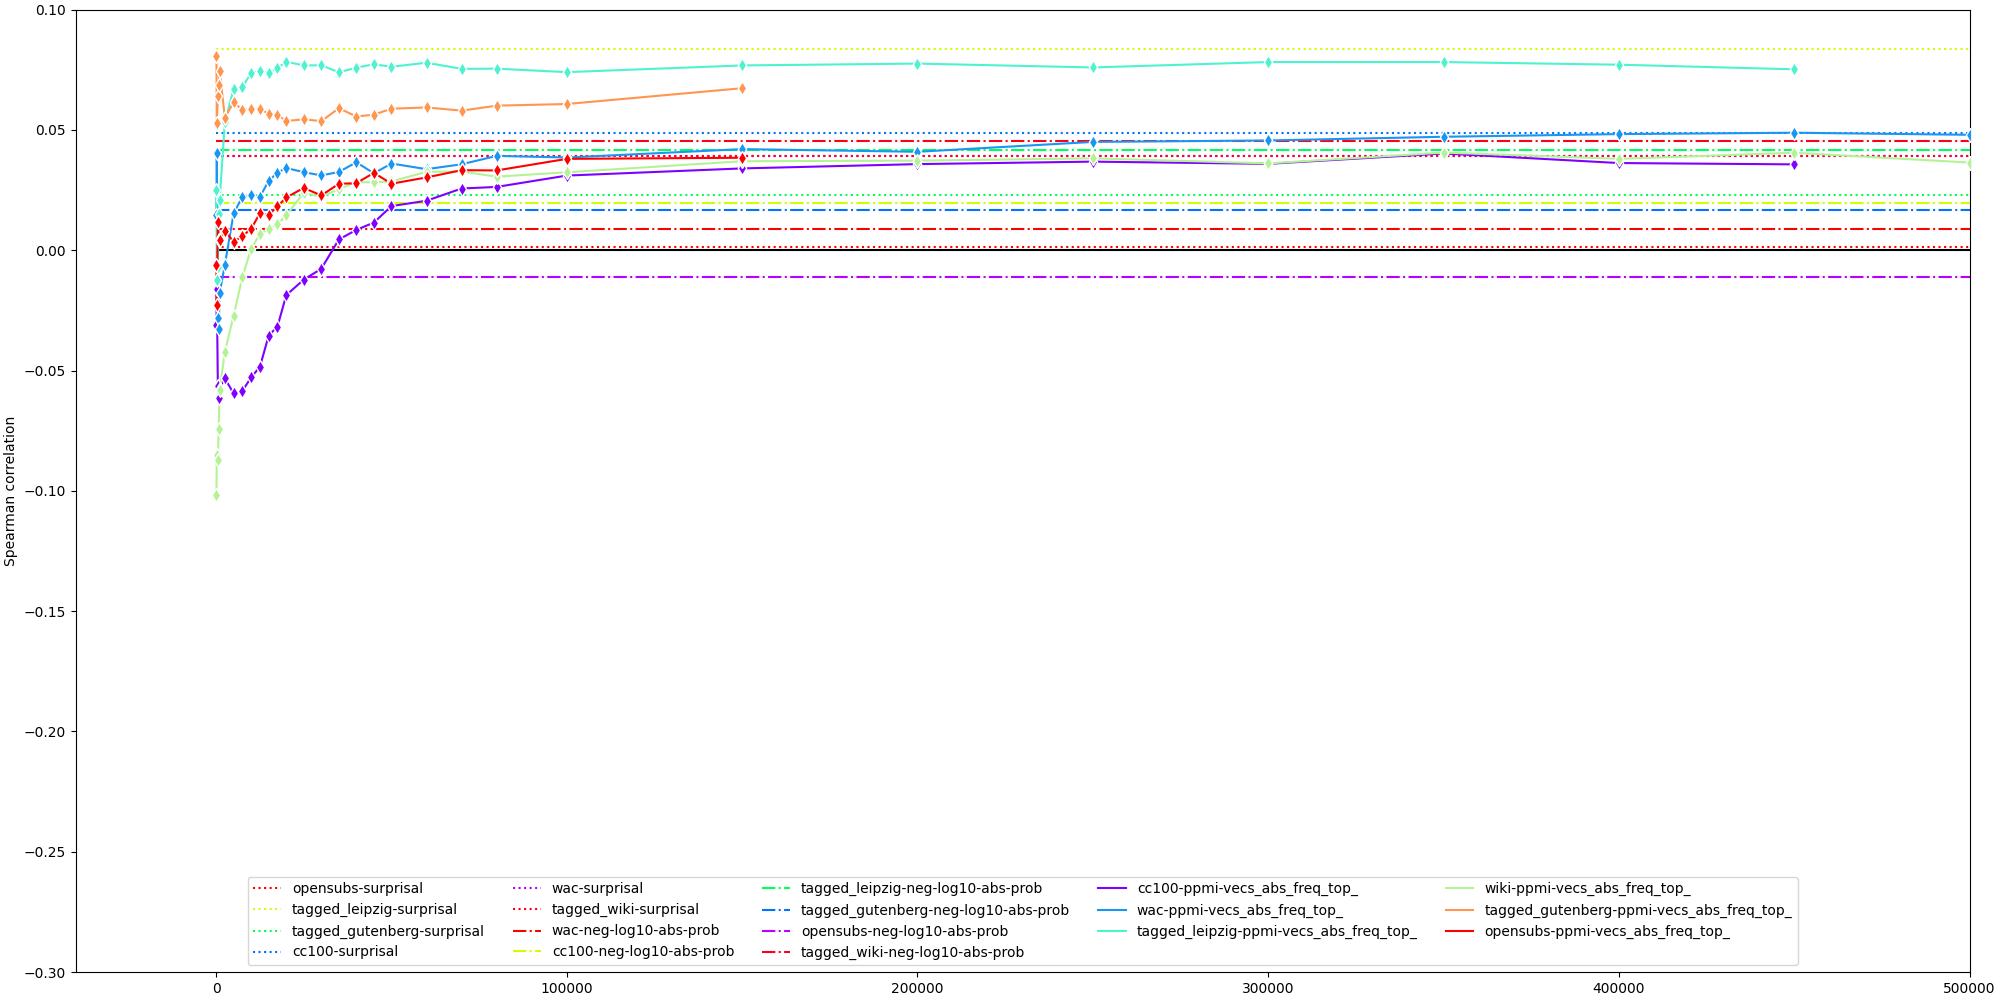 0.10
0.05
0.00
−0.05
−0.10
−0.15
−0.20
−0.25
−0.30
Spearman correlation
0
100000
200000
300000
400000
500000
opensubs-surprisal
tagged_leipzig-surprisal
tagged_gutenberg-surprisal
cc100-surprisal
wac-surprisal
tagged_wiki-surprisal
wac-neg-log10-abs-prob
cc100-neg-log10-abs-prob
tagged_leipzig-neg-log10-abs-prob
tagged_gutenberg-neg-log10-abs-prob
opensubs-neg-log10-abs-prob
tagged_wiki-neg-log10-abs-prob
cc100-ppmi-vecs_abs_freq_top_
wac-ppmi-vecs_abs_freq_top_
tagged_leipzig-ppmi-vecs_abs_freq_top_
wiki-ppmi-vecs_abs_freq_top_
tagged_gutenberg-ppmi-vecs_abs_freq_top_
opensubs-ppmi-vecs_abs_freq_top_